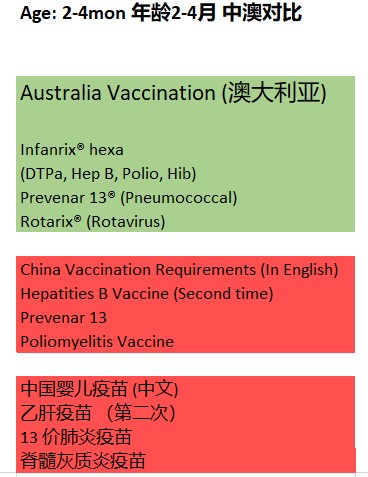 Age: 2-4mon 年龄2-4月 中澳对比
Australia Vaccination (澳大利亚)
Infanrix® hexa
(DTPa, Hep B, Polio, Hib)
Prevenar 13® (Pneumococcal)
Rotarix® (Rotavirus)
China Vaccination Requirements (In English)
Hepatities B Vaccine (Second time)
Prevenar 13
Poliomyelitis Vaccine
中国婴儿疫苗 (中文)
乙肝疫苗 （第二次）
13 价肺炎疫苗
脊髓灰质炎疫苗